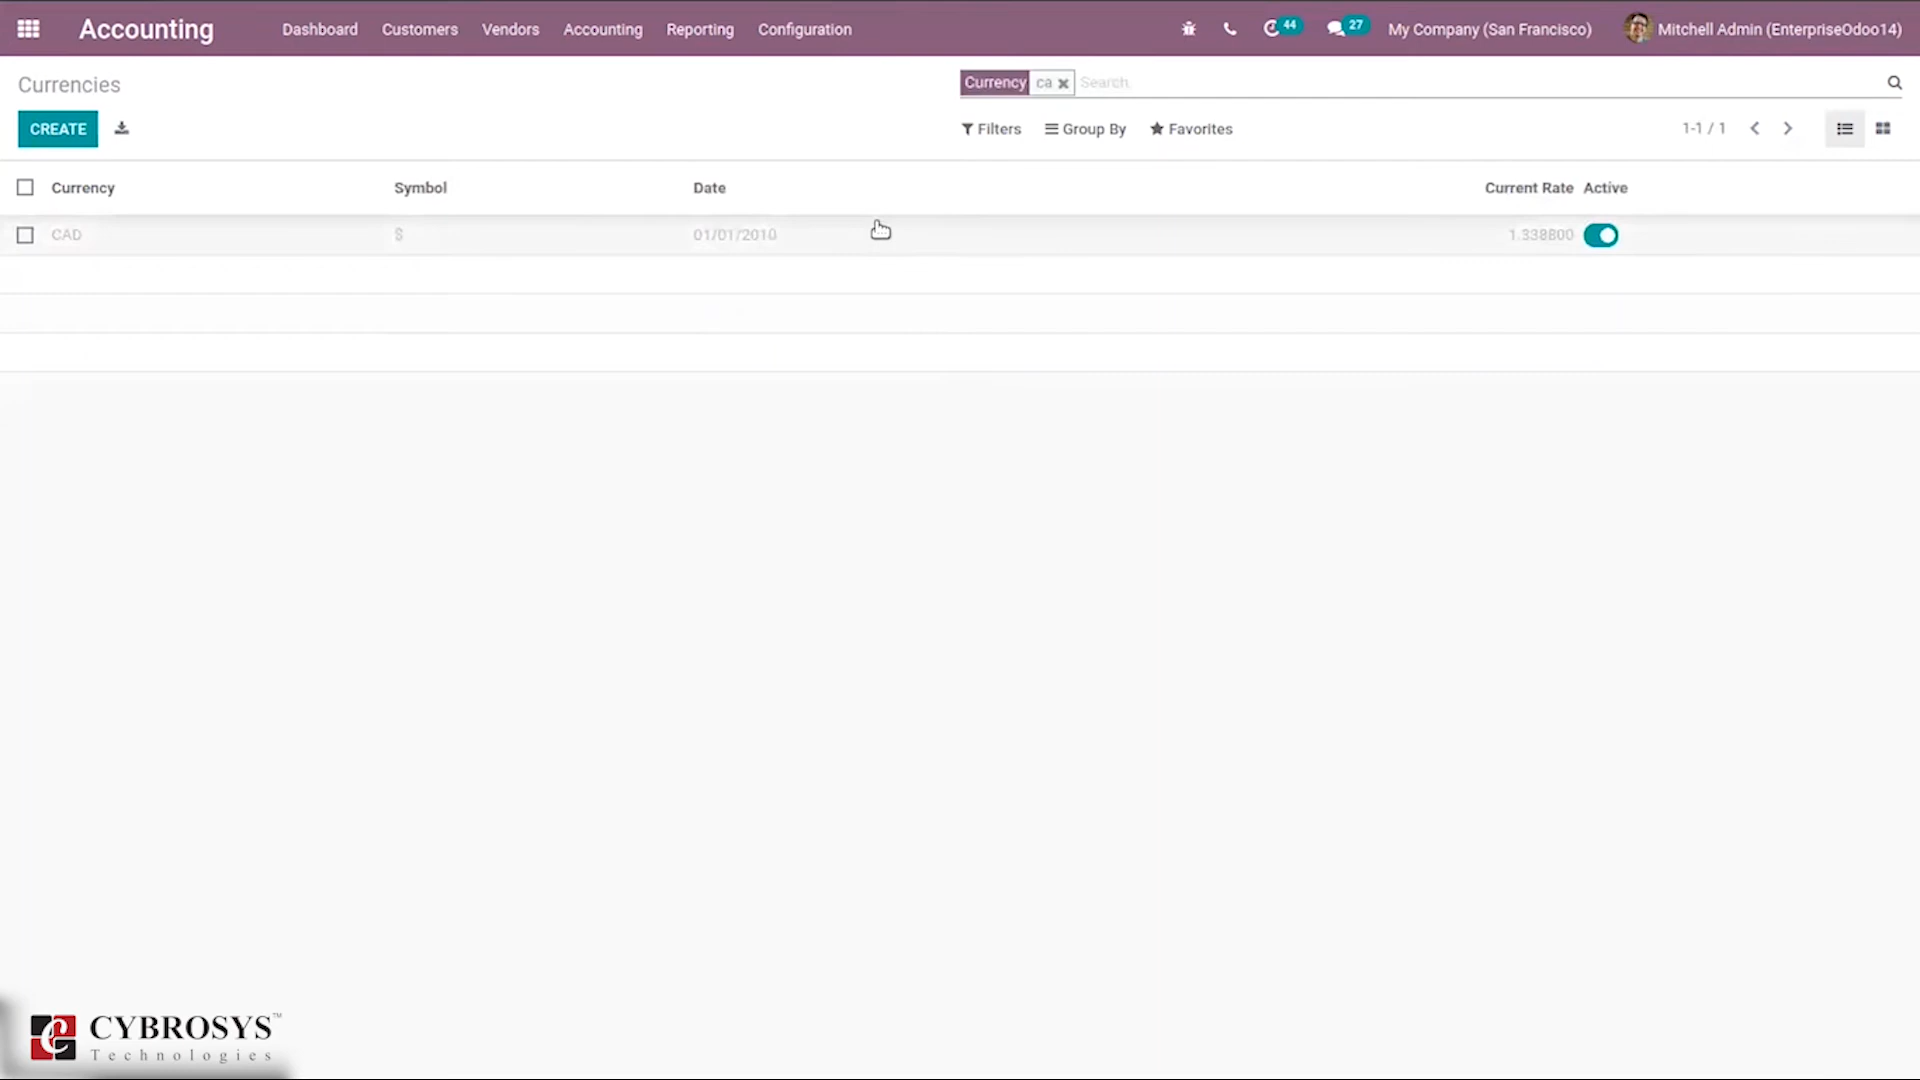 Accounting Dashboard Customers Vendors Accounting Reporting Configuration 44 27 My Company (San Francisco) Mitchell Admin (EnterpriseOdoo14)
Currencies
Currency ca Search...
CREATE
Filters Group By Favorites 1-1 / 1
Currency Symbol Date Current Rate Active
CAD $ 01/01/2010 1.338800
CYBROSYS™
Technologies